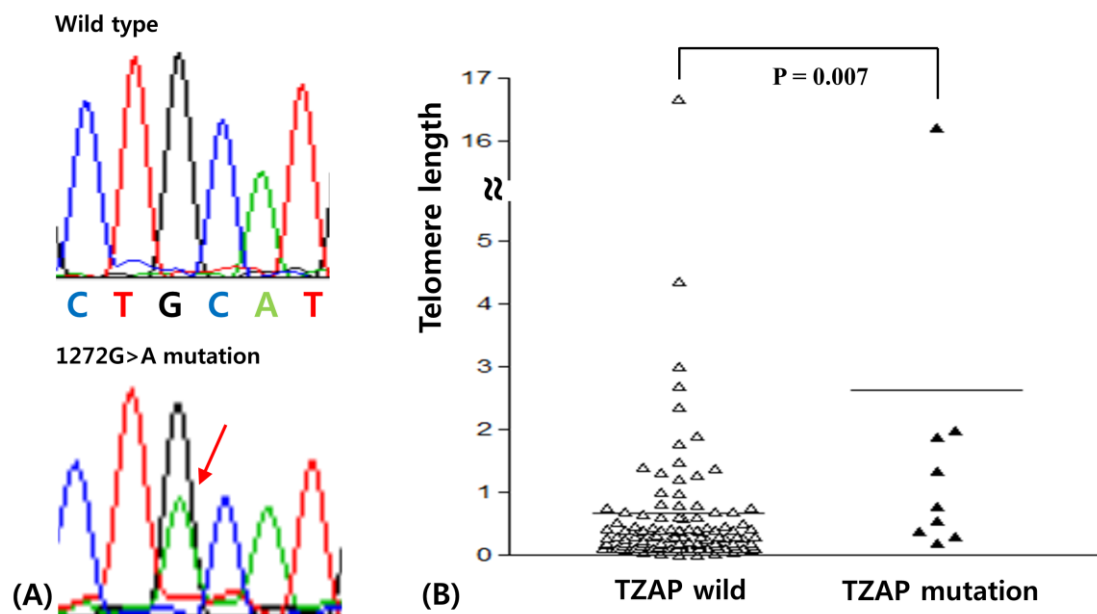 Wild type
C T G C A T
1272G>A mutation
(A)
P = 0.007
Telomere length
17
16
5
4
3
2
1
0
TZAP wild TZAP mutation
(B)